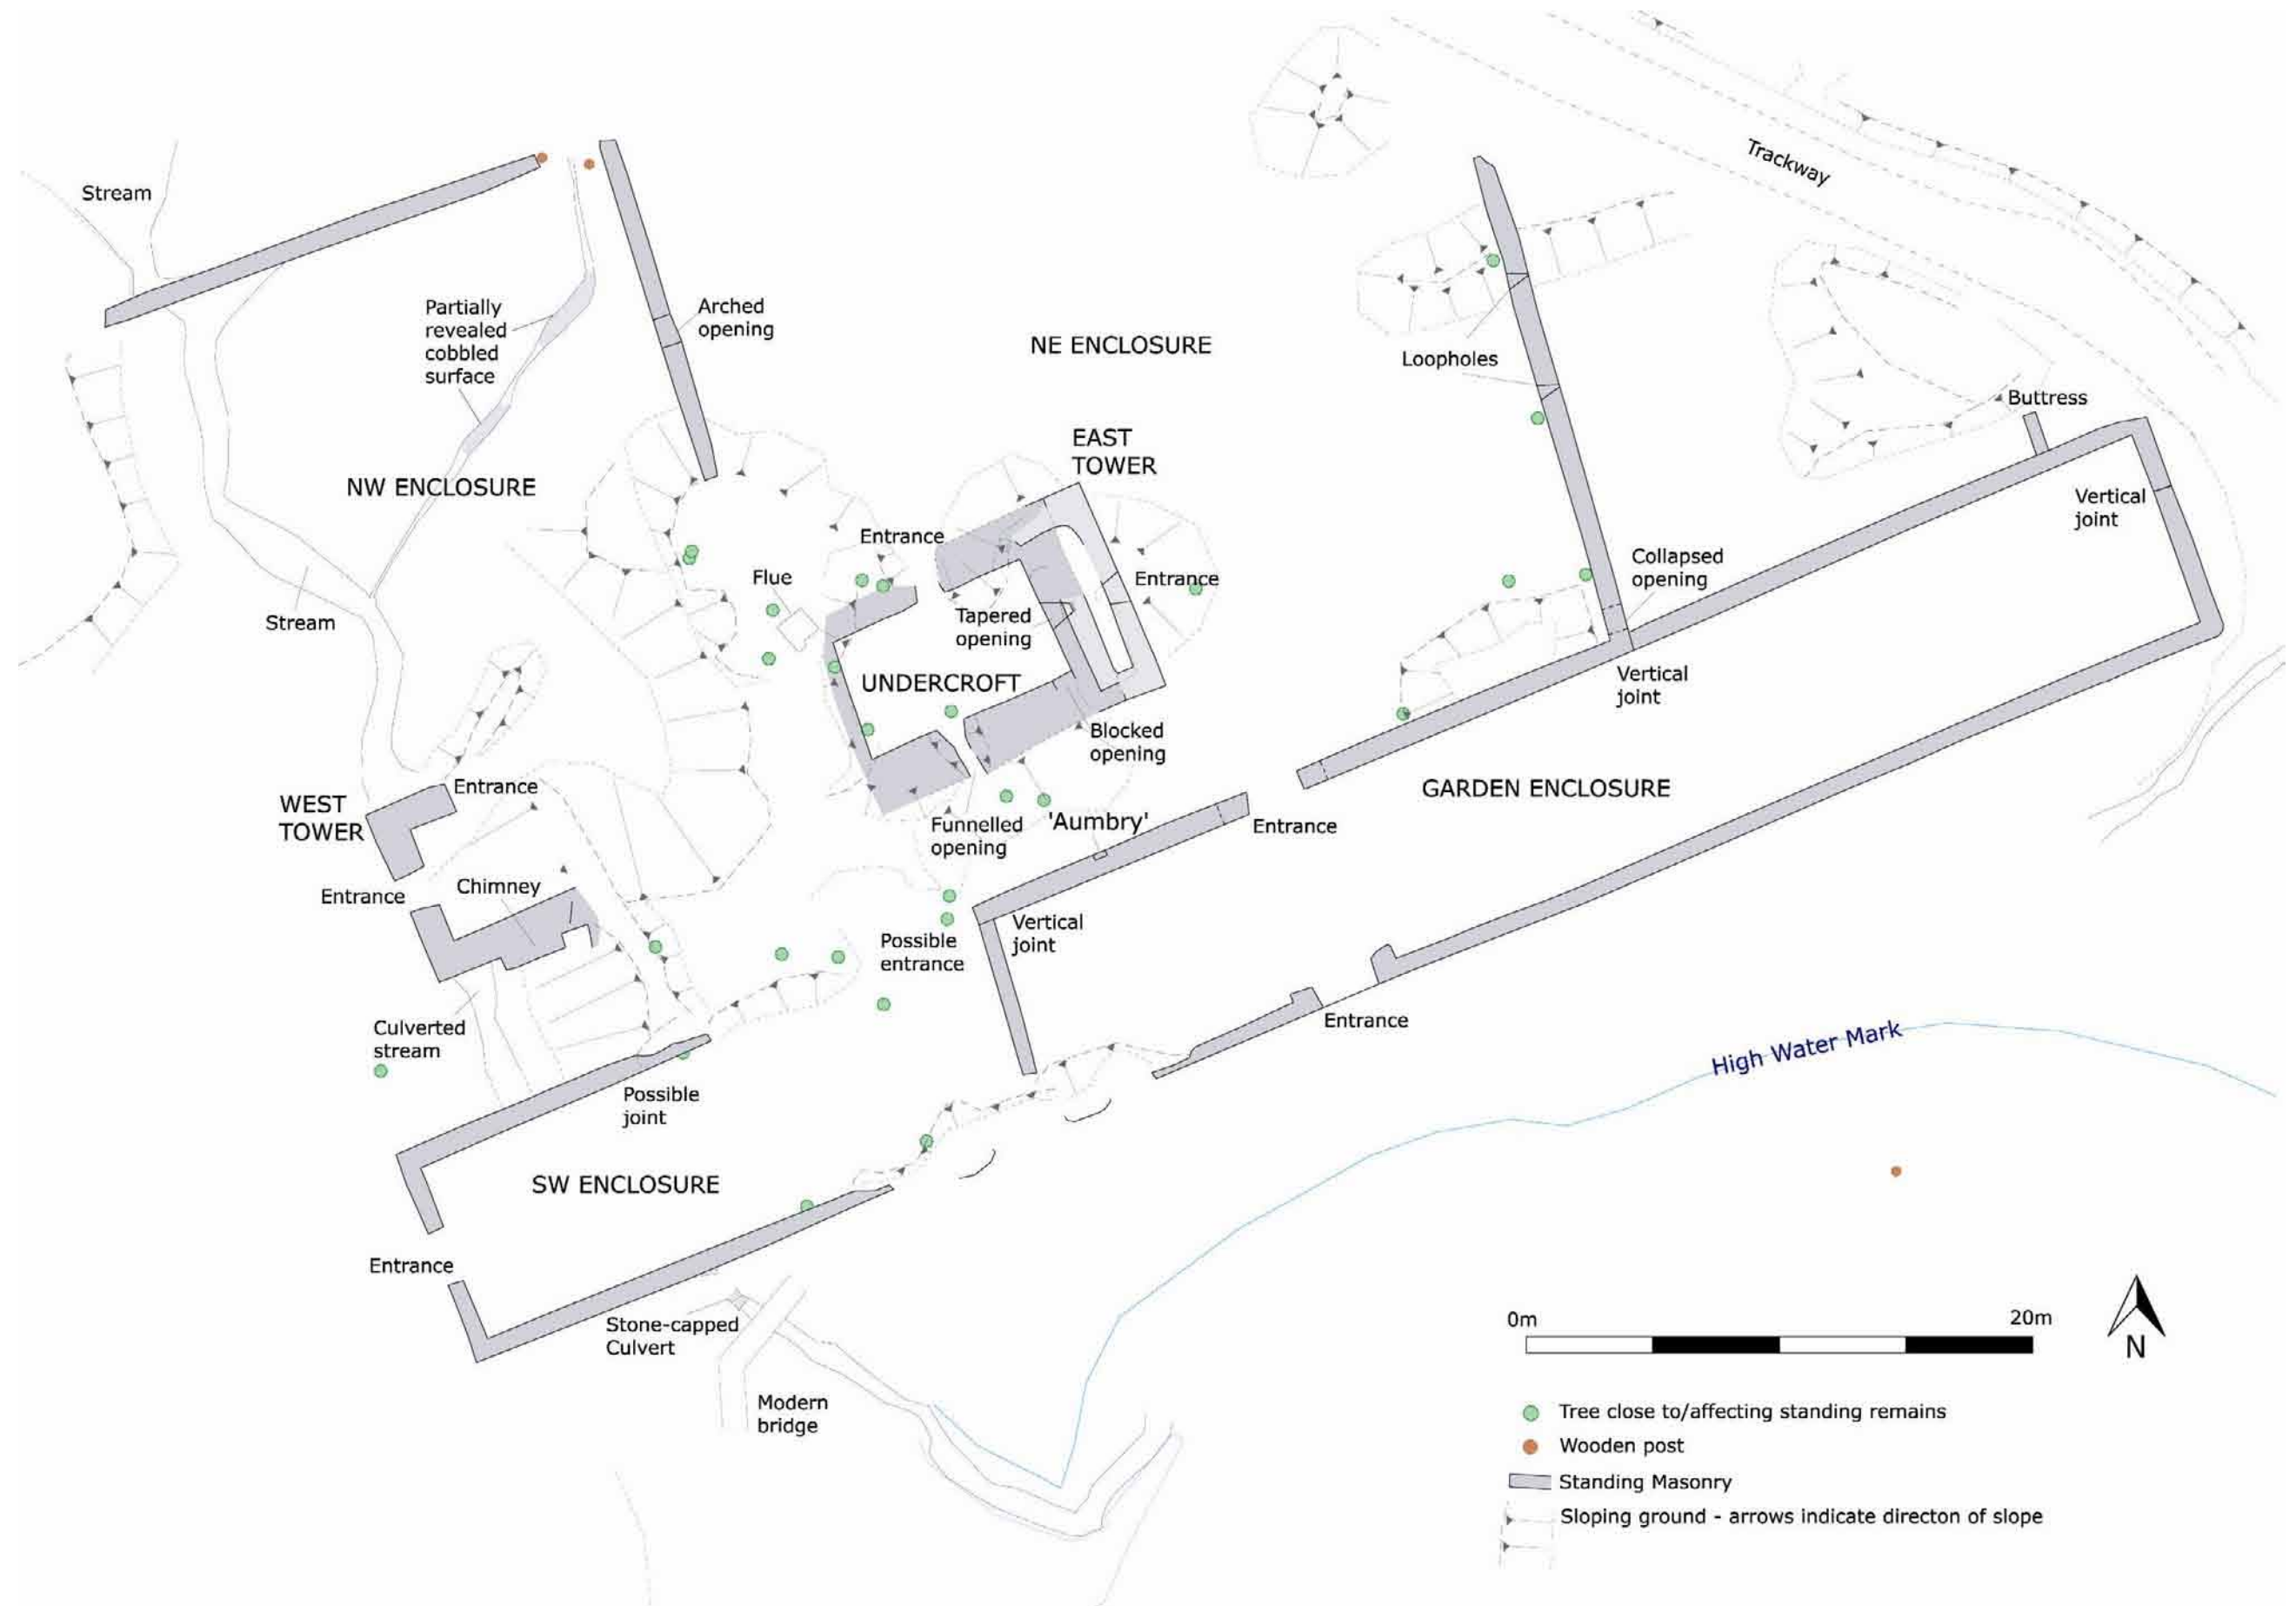 Trackway
Stream
Partially
revealed
cobbled
surface
Arched
opening
NE ENCLOSURE
Loopholes
Buttress
EAST
TOWER
NW ENCLOSURE
Vertical
joint
Entrance
Collapsed
opening
Flue
Entrance
Tapered
opening
Stream
UNDERCROFT
Vertical
joint
Blocked
opening
Entrance
WEST
TOWER
GARDEN ENCLOSURE
Funnelled
opening
'Aumbry'
Entrance
Chimney
Entrance
Vertical
joint
Possible
entrance
Culverted
stream
Entrance
High Water Mark
Possible
joint
SW ENCLOSURE
Entrance
Stone-capped
Culvert
Modern
bridge
0m
20m
N
Tree close to/affecting standing remains
Wooden post
Standing Masonry
Sloping ground - arrows indicate directon of slope